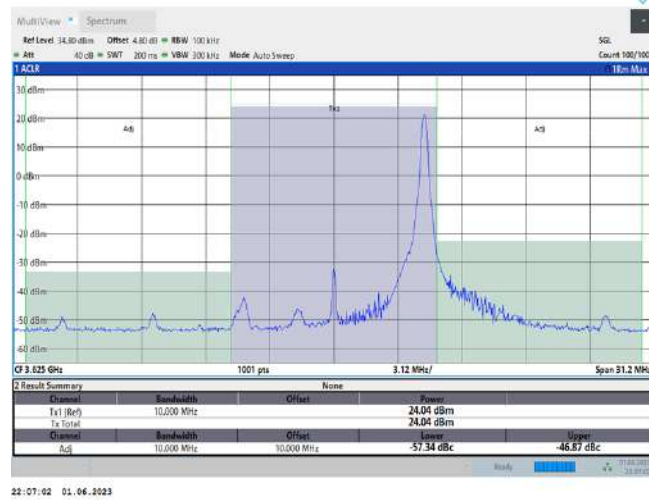 MultiView Spectrum
Ref Level 34.80 dBm Offset 4.80 dB RBW 100 kHz SGL
Att 40 dB SWT 200 ms VBW 300 kHz Mode Auto Sweep Count 100/100
1 ACLR 1Rm Max
30 dBm
Tx1
20 dBm
Adj Adj
10 dBm
0 dBm
-10 dBm
-20 dBm
-30 dBm
-40 dBm
-50 dBm
-60 dBm
CF 3.625 GHz 1001 pts 3.12 MHz/ Span 31.2 MHz
2 Result Summary None
Channel Bandwidth Offset Power
Tx1 (Ref) 10.000 MHz 24.04 dBm
Tx Total 24.04 dBm
Channel Bandwidth Offset Lower Upper
Adj 10.000 MHz 10.000 MHz -57.34 dBc -46.87 dBc
Ready
22:07:02 01.06.2023